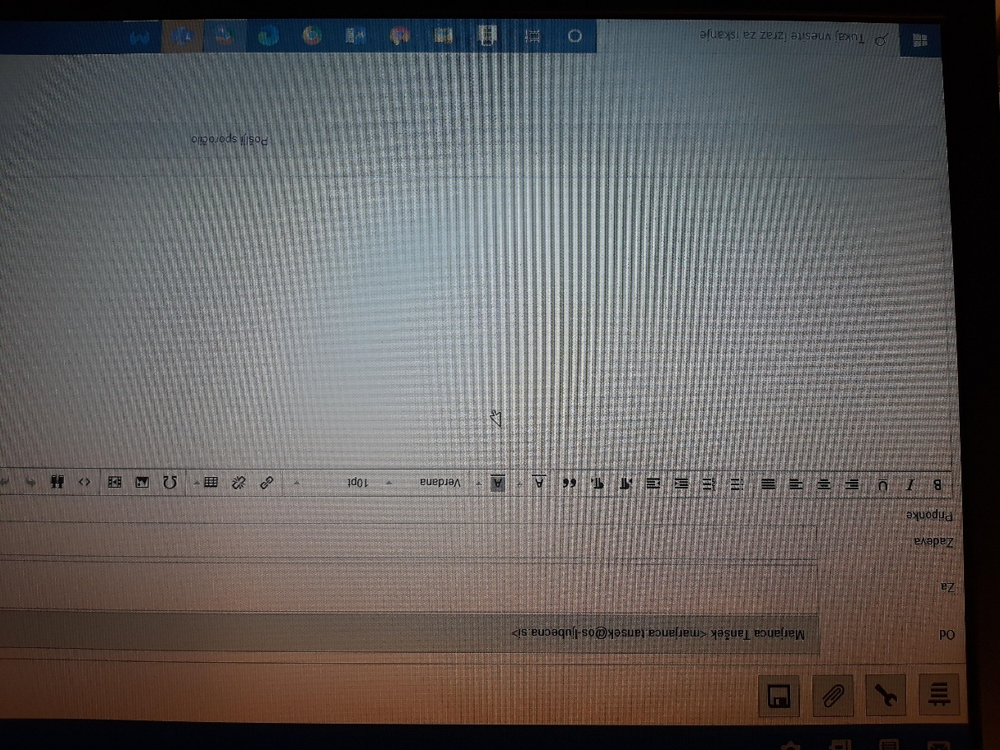 Od
Marjanca Tanšek <marjanca.tansek@os-ljubecna.si>
Za
Zadeva
Priponke
B I U A A Verdana 10pt
Pošlji sporočilo
Tukaj vnesite izraz za iskanje